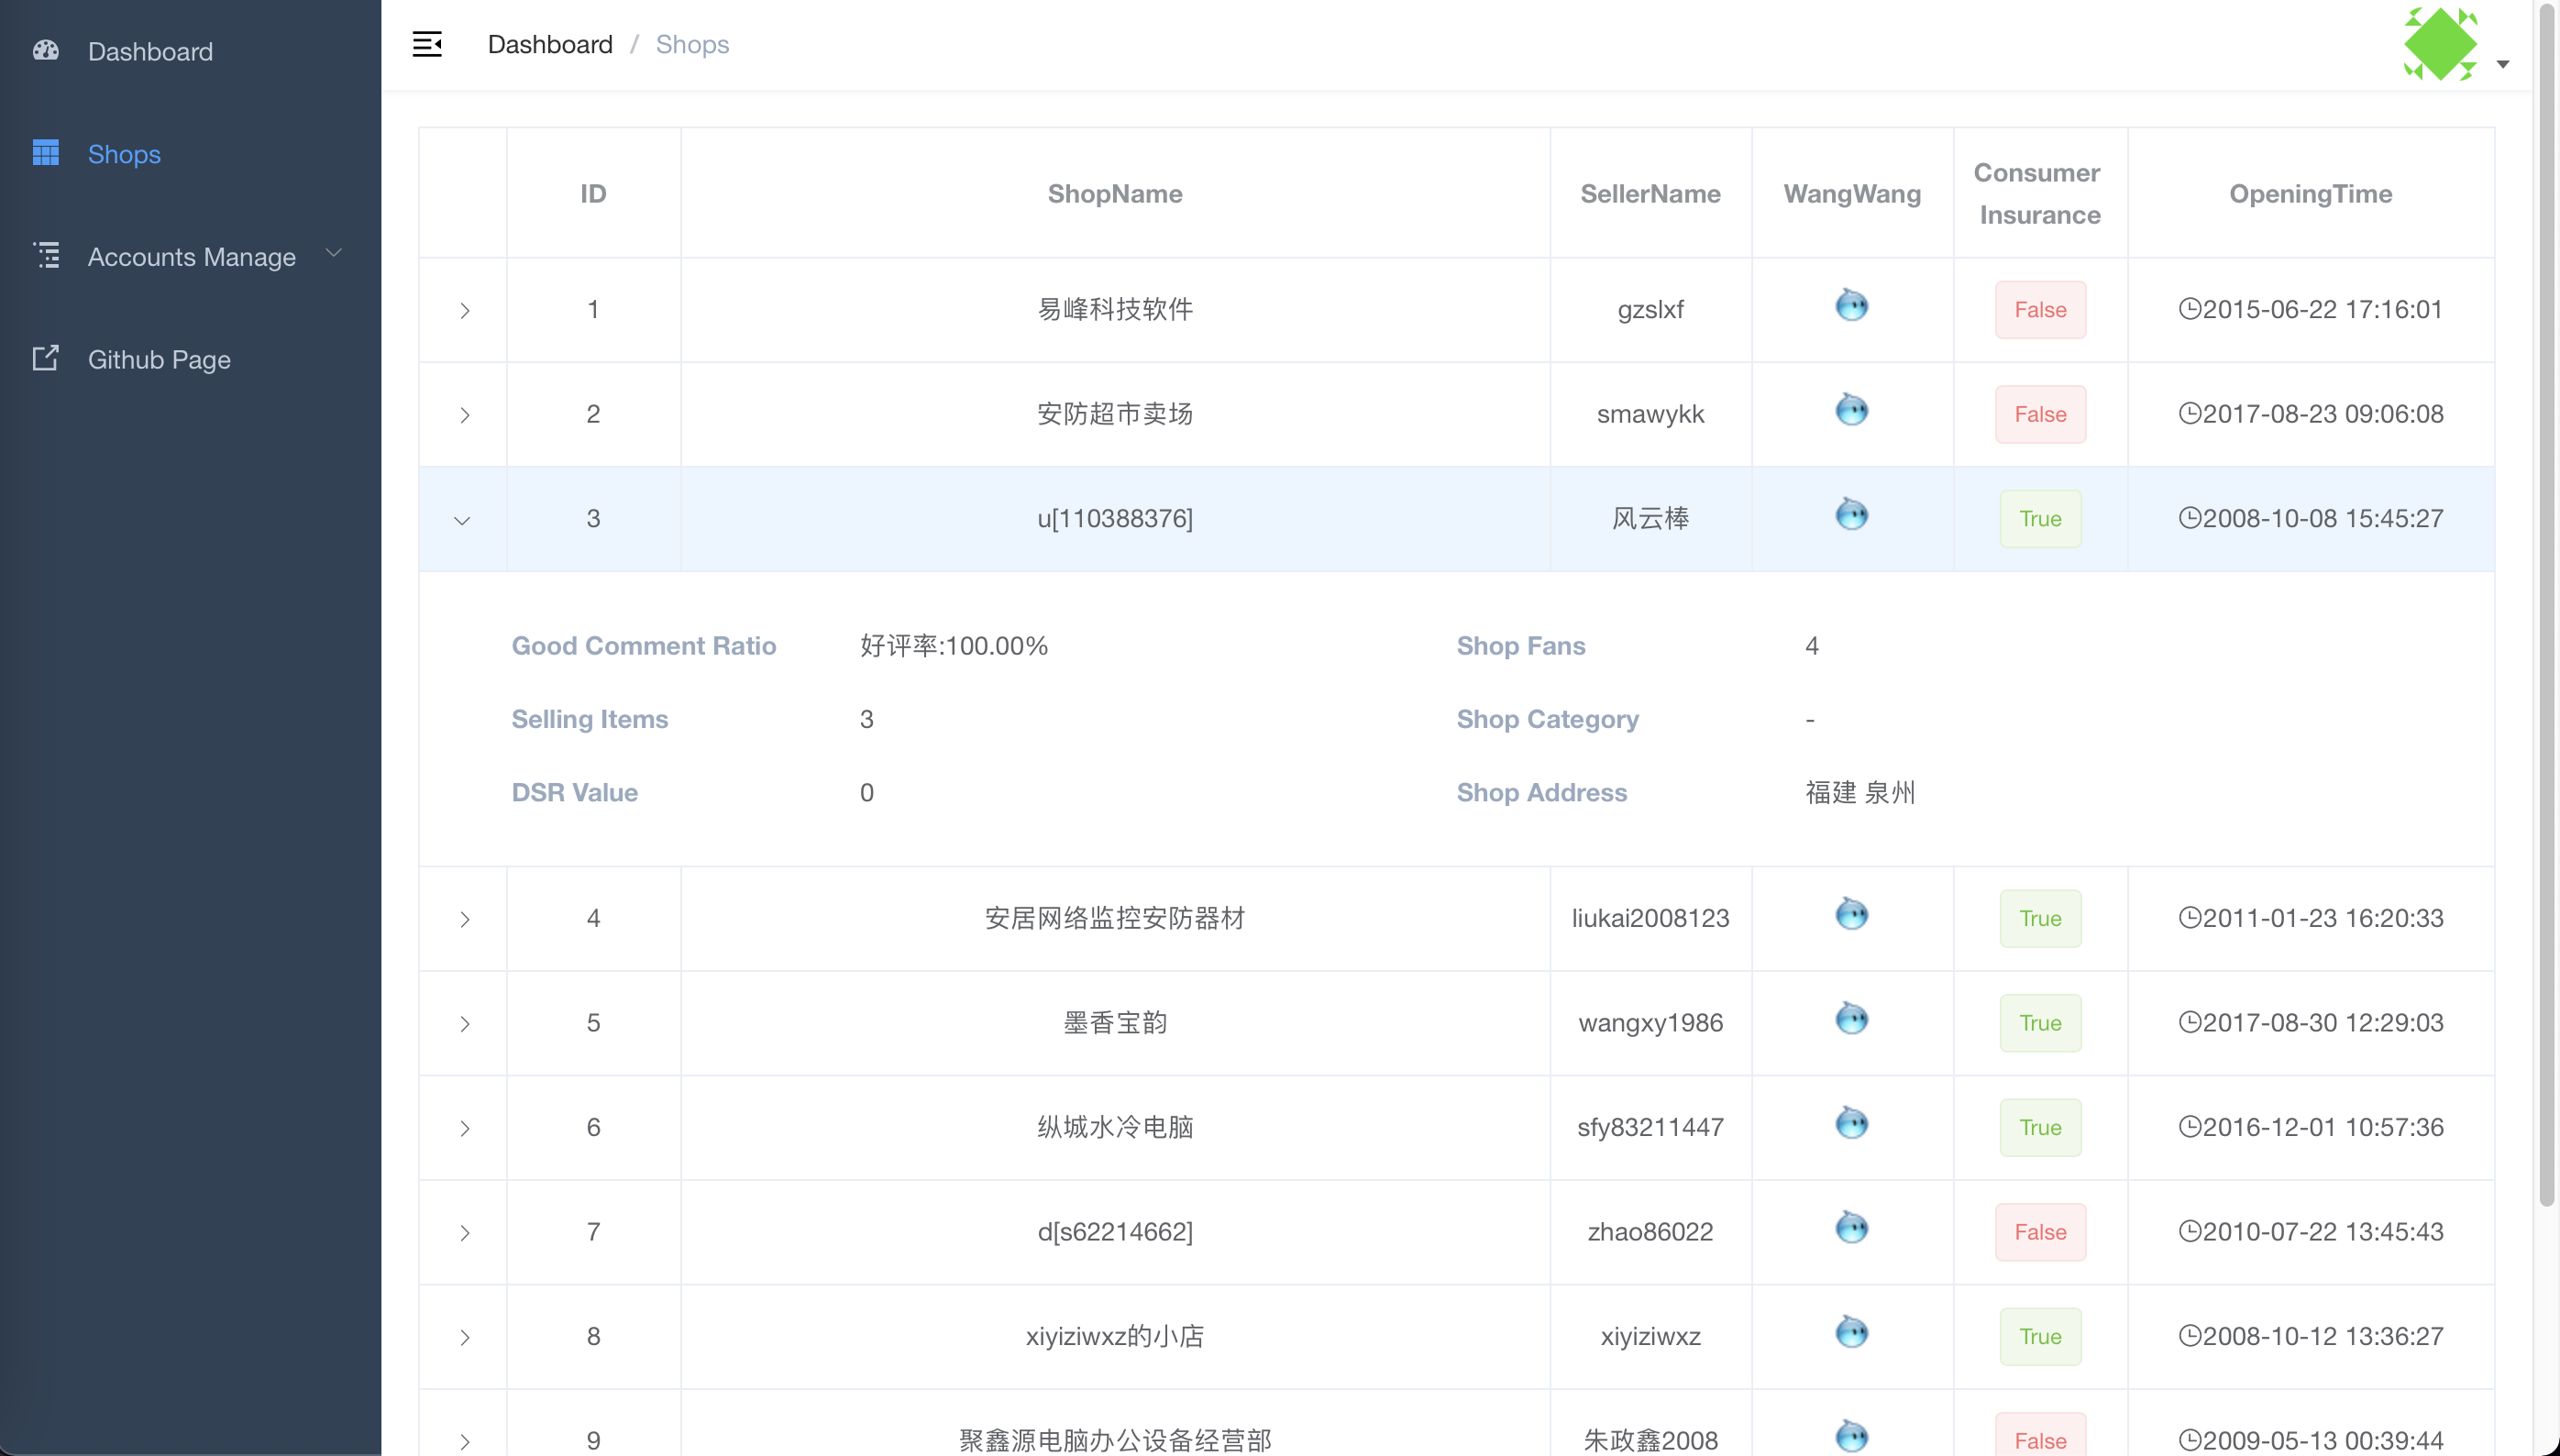 Dashboard
Shops
Accounts Manage
Github Page
Dashboard / Shops
ID ShopName SellerName WangWang Consumer Insurance OpeningTime
1 易峰科技软件 gzslxf False 2015-06-22 17:16:01
2 安防超市卖场 smawykk False 2017-08-23 09:06:08
3 u[110388376] 风云棒 True 2008-10-08 15:45:27
Good Comment Ratio 好评率:100.00% Shop Fans 4
Selling Items 3 Shop Category -
DSR Value 0 Shop Address 福建 泉州
4 安居网络监控安防器材 liukai2008123 True 2011-01-23 16:20:33
5 墨香宝韵 wangxy1986 True 2017-08-30 12:29:03
6 纵城水冷电脑 sfy83211447 True 2016-12-01 10:57:36
7 d[s62214662] zhao86022 False 2010-07-22 13:45:43
8 xiyiziwxz的小店 xiyiziwxz True 2008-10-12 13:36:27
9 聚鑫源电脑办公设备经营部 朱政鑫2008 False 2009-05-13 00:39:44